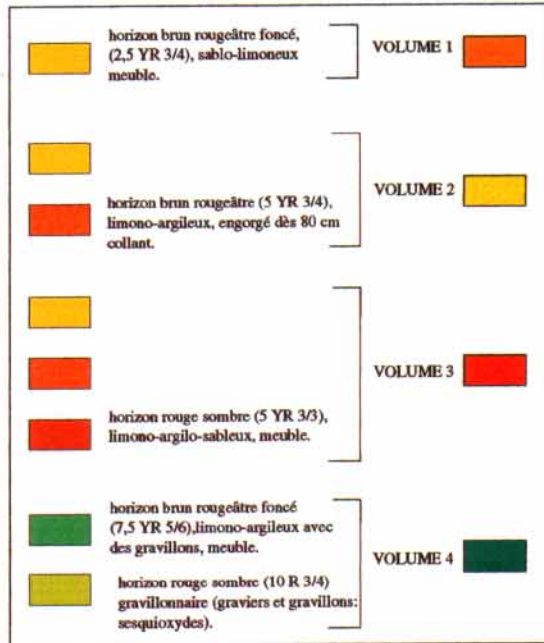 horizon brun rougeâtre foncé,
(2,5 YR 3/4), sablo-limoneux
meuble.
VOLUME 1
horizon brun rougeâtre (5 YR 3/4),
limono-argileux, engorgé dès 80 cm
collant.
VOLUME 2
horizon rouge sombre (5 YR 3/3),
limono-argilo-sableux, meuble.
VOLUME 3
horizon brun rougeâtre foncé
(7,5 YR 5/6),limono-argileux avec
des gravillons, meuble.
horizon rouge sombre (10 R 3/4)
gravillonnaire (graviers et gravillons:
sesquioxydes).
VOLUME 4